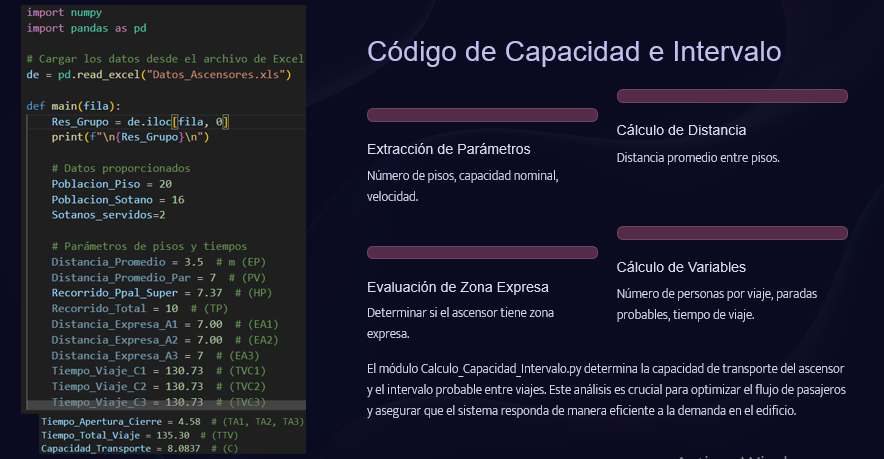 import numpy
import pandas as pd
# Cargar los datos desde el archivo de Excel
de = pd.read_excel("Datos_Ascensores.xls")
def main(fila):
Res_Grupo = de.iloc[fila, 0]
print(f"\n{Res_Grupo}\n")
# Datos proporcionados
Poblacion_Piso = 20
Poblacion_Sotano = 16
Sotanos_servidos=2
# Parámetros de pisos y tiempos
Distancia_Promedio = 3.5 # m (EP)
Distancia_Promedio_Par = 7 # (PV)
Recorrido_Ppal_Super = 7.37 # (HP)
Recorrido_Total = 10 # (TP)
Distancia_Expresa_A1 = 7.00 # (EA1)
Distancia_Expresa_A2 = 7.00 # (EA2)
Distancia_Expresa_A3 = 7 # (EA3)
Tiempo_Viaje_C1 = 130.73 # (TVC1)
Tiempo_Viaje_C2 = 130.73 # (TVC2)
Tiempo_Viaje_C3 = 130.73 # (TVC3)
Tiempo_Apertura_Cierre = 4.58 # (TA1, TA2, TA3)
Tiempo_Total_Viaje = 135.30 # (TTV)
Capacidad_Transporte = 8.0837 # (C)
Código de Capacidad e Intervalo
Extracción de Parámetros
Número de pisos, capacidad nominal,
velocidad.
Cálculo de Distancia
Distancia promedio entre pisos.
Evaluación de Zona Expresa
Determinar si el ascensor tiene zona
expresa.
Cálculo de Variables
Número de personas por viaje, paradas
probables, tiempo de viaje.
El módulo Calculo_Capacidad_Intervalo.py determina la capacidad de transporte del ascensor
y el intervalo probable entre viajes. Este análisis es crucial para optimizar el flujo de pasajeros
y asegurar que el sistema responda de manera eficiente a la demanda en el edificio.